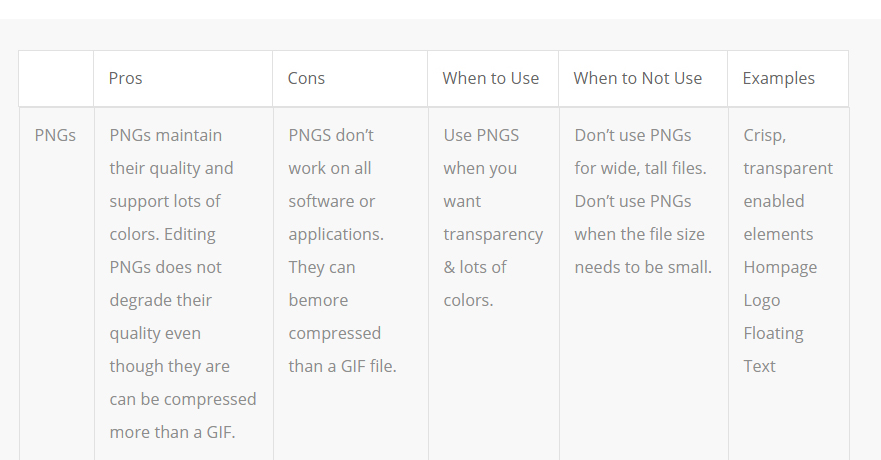 Pros
Cons
When to Use
When to Not Use
Examples
PNGs
PNGs maintain
their quality and
support lots of
colors. Editing
PNGs does not
degrade their
quality even
though they are
can be compressed
more than a GIF.
PNGS don’t
work on all
software or
applications.
They can
bemore
compressed
than a GIF file.
Use PNGS
when you
want
transparency
& lots of
colors.
Don’t use PNGs
for wide, tall files.
Don’t use PNGs
when the file size
needs to be small.
Crisp,
transparent
enabled
elements
Hompage
Logo
Floating
Text